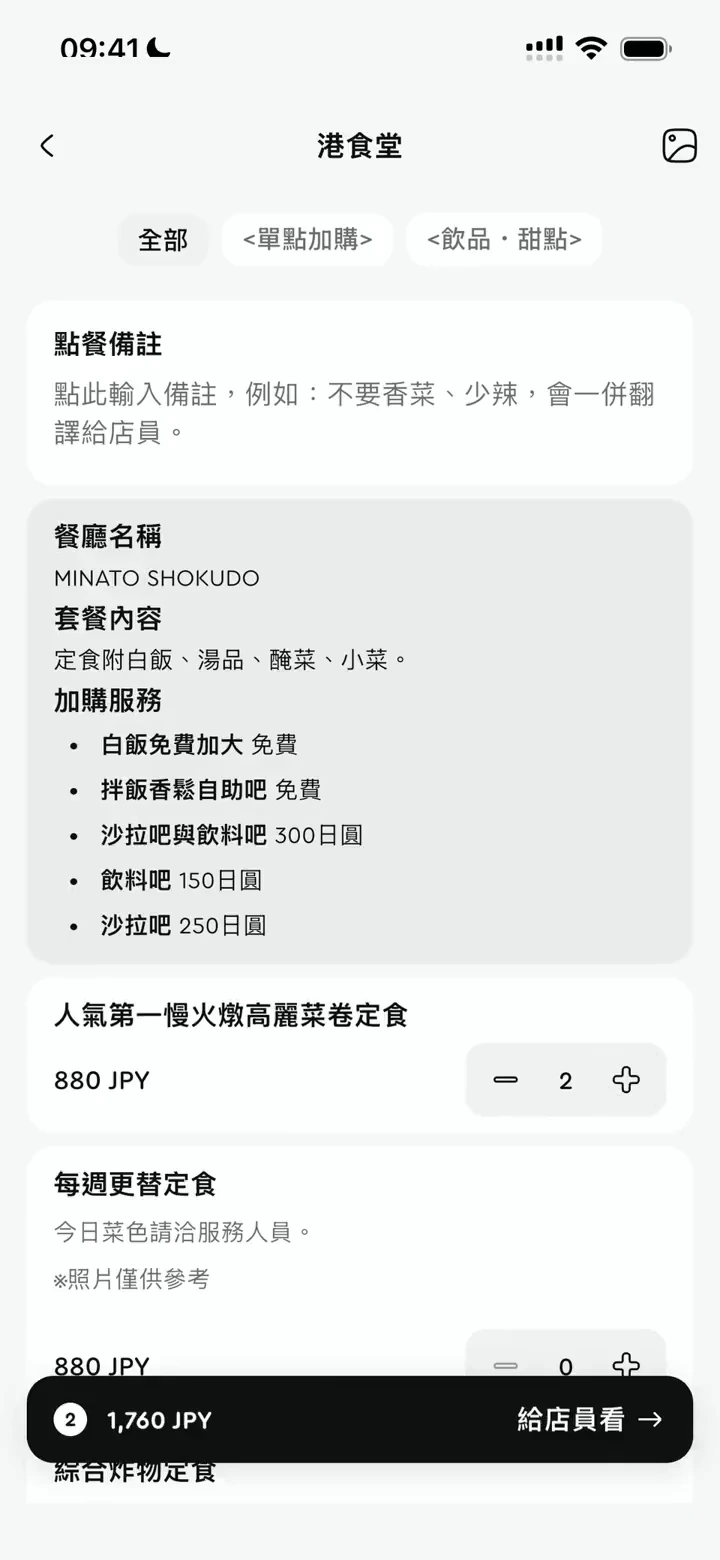 09:41
港食堂
全部
<單點加購>
<飲品・甜點>
點餐備註
點此輸入備註，例如：不要香菜、少辣，會一併翻
譯給店員。
餐廳名稱
MINATO SHOKUDO
套餐內容
定食附白飯、湯品、醃菜、小菜。
加購服務
• 白飯免費加大 免費
• 拌飯香鬆自助吧 免費
• 沙拉吧與飲料吧 300日圓
• 飲料吧 150日圓
• 沙拉吧 250日圓
人氣第一慢火燉高麗菜卷定食
880 JPY
2
每週更替定食
今日菜色請洽服務人員。
※照片僅供參考
880 JPY
0
2 1,760 JPY
給店員看 →
綜合炸物定食